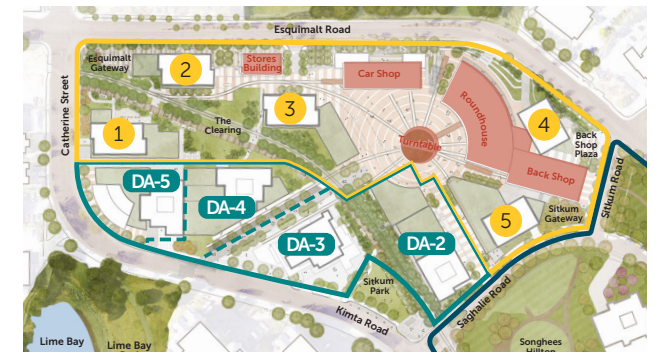 Esquimalt Road
Esquimalt
Gateway
2
Stores
Building
Car Shop
Catherine Street
1
The
Clearing
3
Roundhouse
Turntable
4
Back
Shop
Plaza
Back Shop
Sitkum Road
DA-5
DA-4
DA-3
DA-2
5
Sitkum
Gateway
Sitkum
Park
Kimta Road
Saghalie Road
Lime Bay
Lime Bay
Songhees
Hilltop